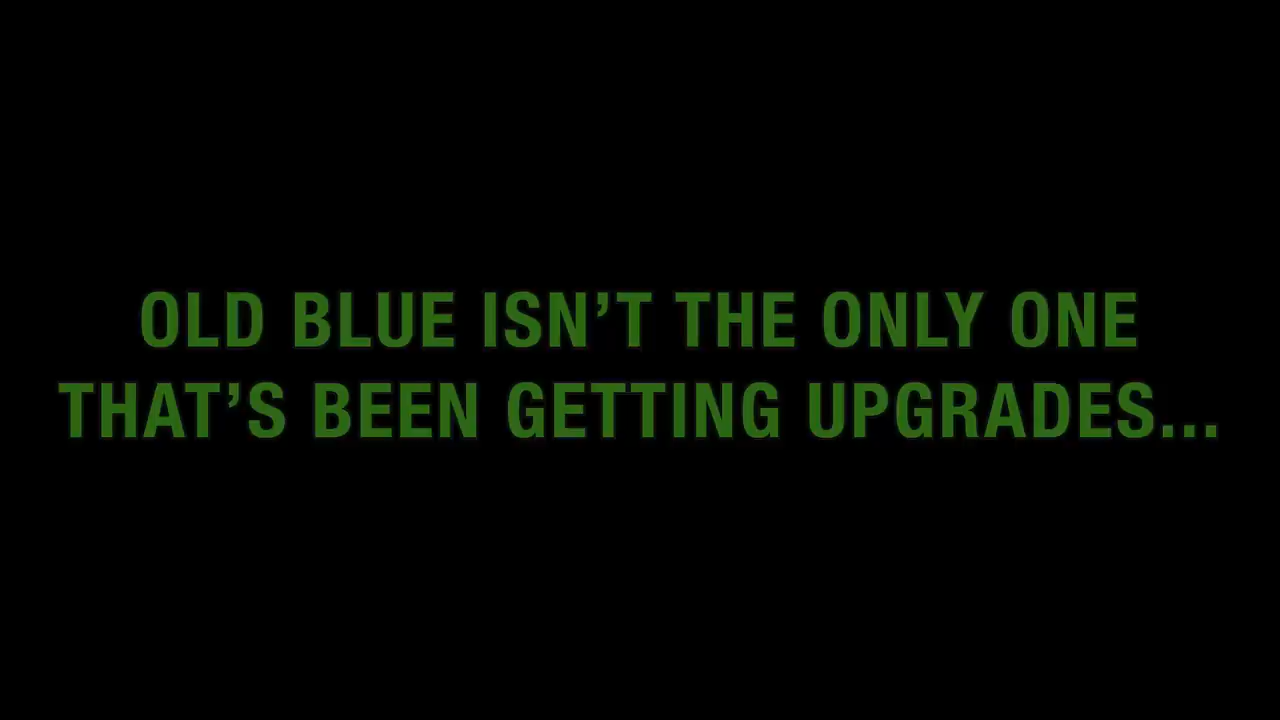 OLD BLUE ISN’T THE ONLY ONE
THAT’S BEEN GETTING UPGRADES...